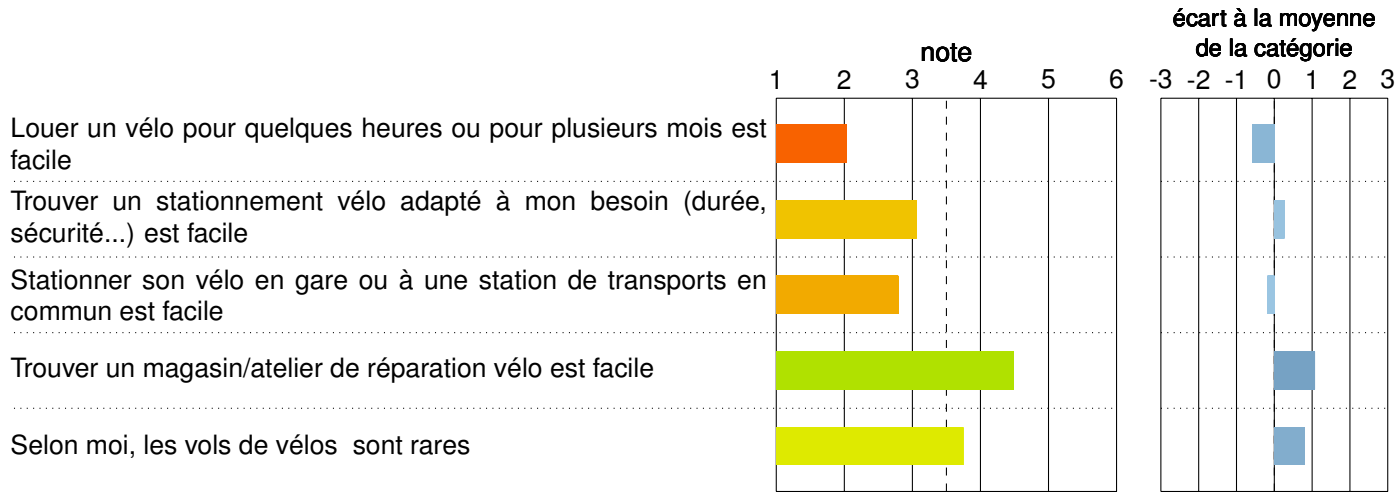 écart à la moyenne
de la catégorie
note
1 2 3 4 5 6
-3 -2 -1 0 1 2 3
Louer un vélo pour quelques heures ou pour plusieurs mois est
facile
Trouver un stationnement vélo adapté à mon besoin (durée,
sécurité...) est facile
Stationner son vélo en gare ou à une station de transports en
commun est facile
Trouver un magasin/atelier de réparation vélo est facile
Selon moi, les vols de vélos sont rares